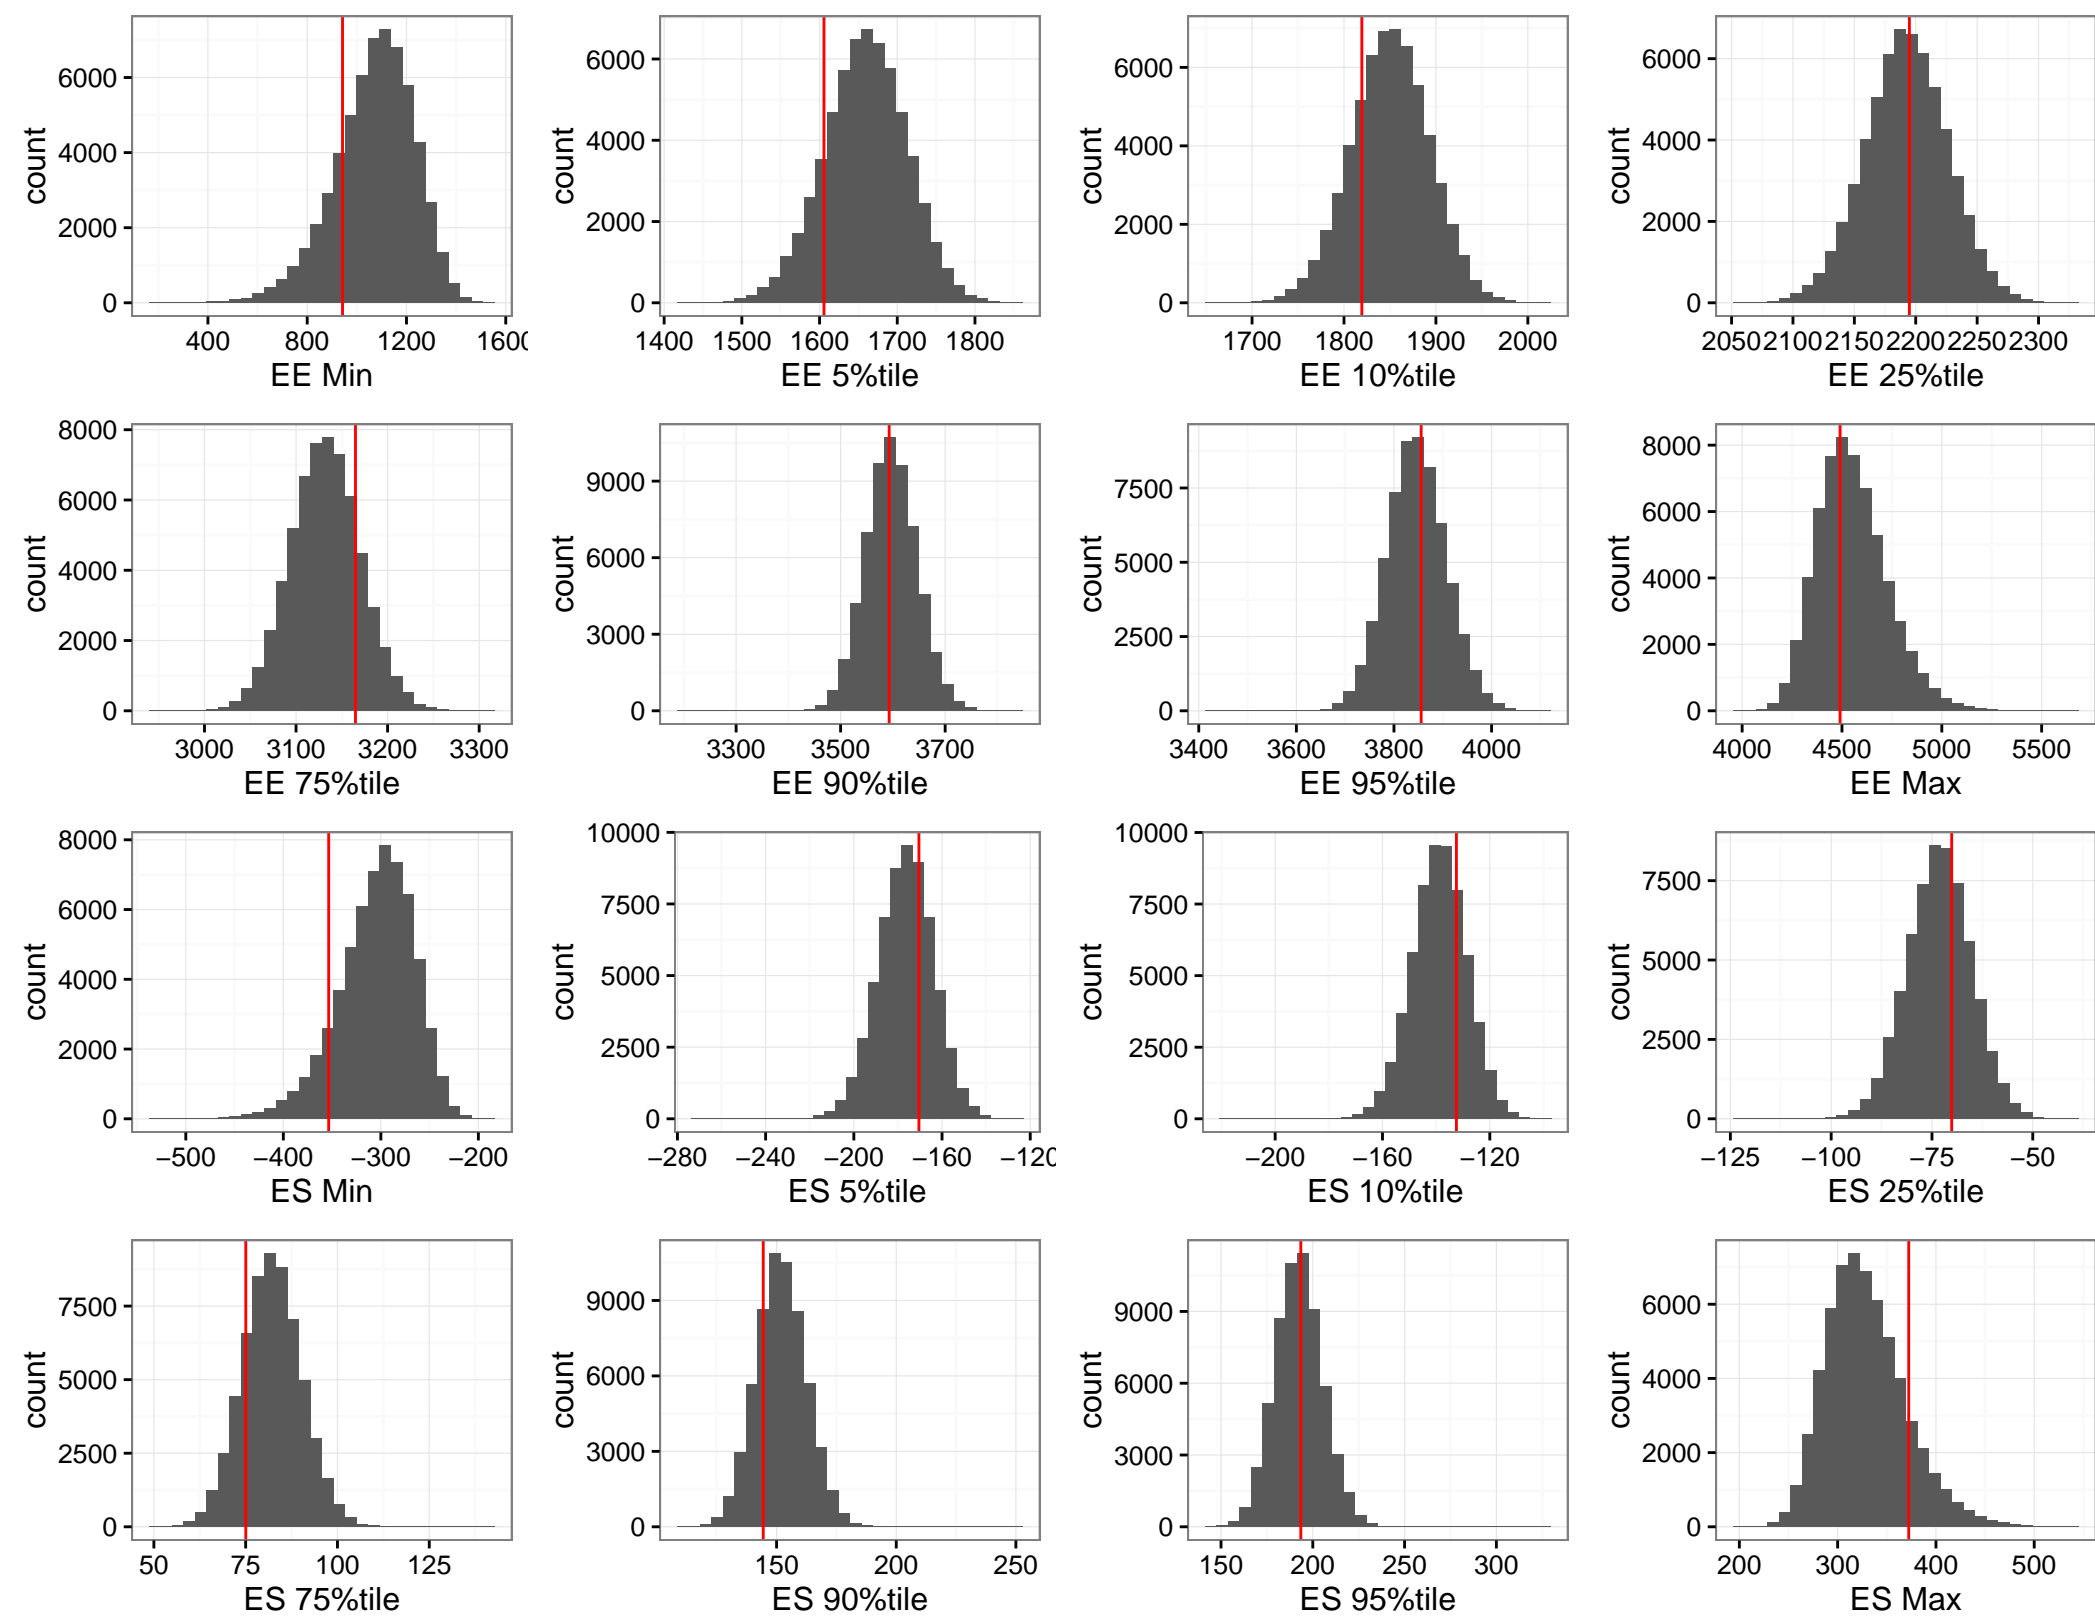 count
6000
4000
2000
0
400 800 1200 160
EE Min
count
6000
4000
2000
0
1400 1500 1600 1700 1800
EE 5%tile
count
6000
4000
2000
0
1700 1800 1900 2000
EE 10%tile
count
6000
4000
2000
0
2050 2100 2150 2200 2250 2300
EE 25%tile
count
8000
6000
4000
2000
0
3000 3100 3200 3300
EE 75%tile
count
9000
6000
3000
0
3300 3500 3700
EE 90%tile
count
7500
5000
2500
0
3400 3600 3800 4000
EE 95%tile
count
8000
6000
4000
2000
0
4000 4500 5000 5500
EE Max
count
8000
6000
4000
2000
0
−500 −400 −300 −200
ES Min
count
10000
7500
5000
2500
0
−280 −240 −200 −160 −120
ES 5%tile
count
10000
7500
5000
2500
0
−200 −160 −120
ES 10%tile
count
7500
5000
2500
0
−125 −100 −75 −50
ES 25%tile
count
7500
5000
2500
0
50 75 100 125
ES 75%tile
count
9000
6000
3000
0
150 200 250
ES 90%tile
count
9000
6000
3000
0
150 200 250 300
ES 95%tile
count
6000
4000
2000
0
200 300 400 500
ES Max